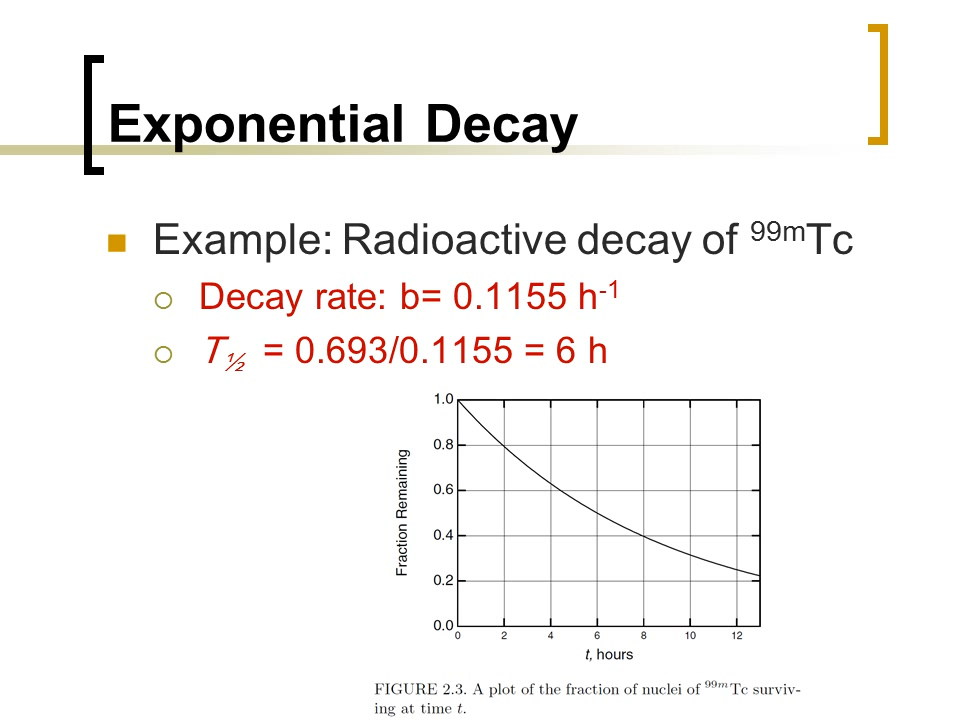 Exponential Decay
Example: Radioactive decay of 99mTc
Decay rate: b= 0.1155 h-1
T½ = 0.693/0.1155 = 6 h
1.0
0.8
0.6
0.4
0.2
0.0
Fraction Remaining
0 2 4 6 8 10 12
t, hours
FIGURE 2.3. A plot of the fraction of nuclei of 99mTc surviv-
ing at time t.